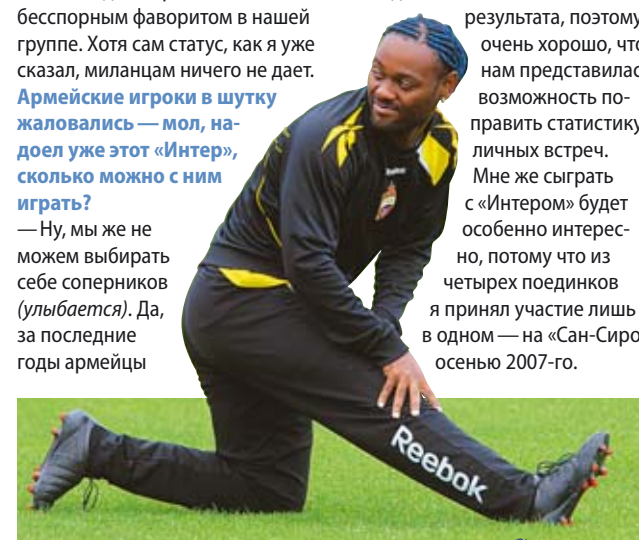 бесспорным фаворитом в нашей
группе. Хотя сам статус, как я уже
сказал, миланцам ничего не дает.
Армейские игроки в шутку
жаловались — мол, на-
доел уже этот «Интер»,
сколько можно с ним
играть?
— Ну, мы же не
можем выбирать
себе соперников
(улыбается). Да,
за последние
годы армейцы
результата, поэтому
очень хорошо, что
нам представилас
возможность по-
править статистику
личных встреч.
Мне же сыграть
с «Интером» будет
особенно интерес-
но, потому что из
четырех поединков
я принял участие лишь
в одном — на «Сан-Сиро
осенью 2007-го.
Reebok